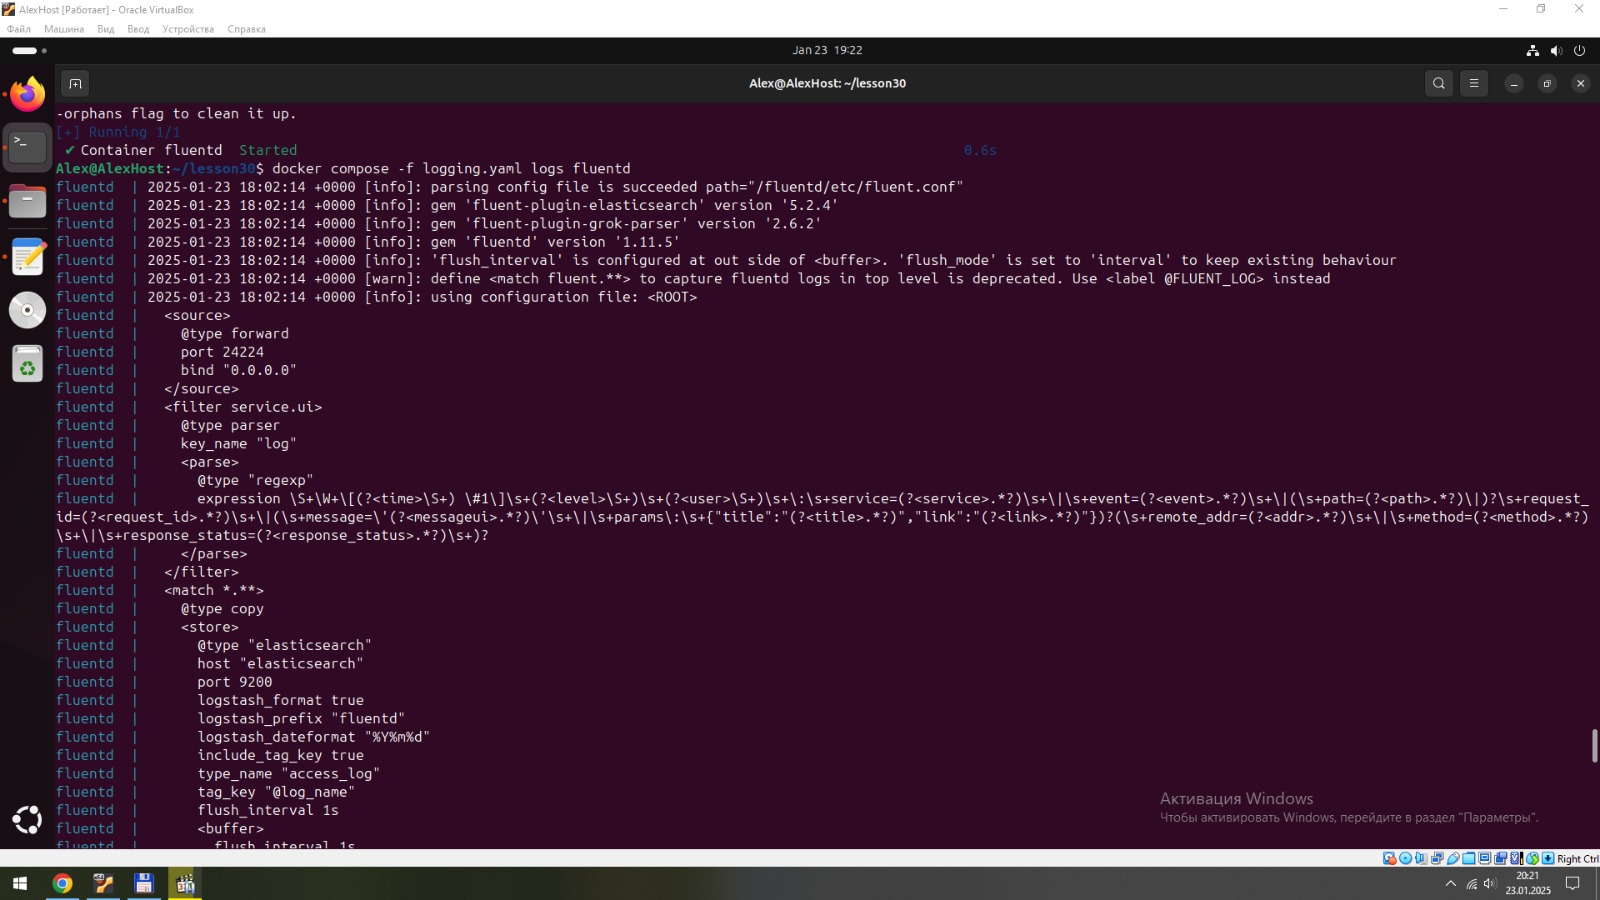 AlexHost [Работает] - Oracle VirtualBox
Файл Машина Вид Ввод Устройства Справка
Jan 23 19:22
Alex@AlexHost: ~/lesson30
-orphans flag to clean it up.
[+] Running 1/1
✔ Container fluentd  Started 0.6s
Alex@AlexHost:~/lesson30$ docker compose -f logging.yaml logs fluentd
fluentd  | 2025-01-23 18:02:14 +0000 [info]: parsing config file is succeeded path="/fluentd/etc/fluent.conf"
fluentd  | 2025-01-23 18:02:14 +0000 [info]: gem 'fluent-plugin-elasticsearch' version '5.2.4'
fluentd  | 2025-01-23 18:02:14 +0000 [info]: gem 'fluent-plugin-grok-parser' version '2.6.2'
fluentd  | 2025-01-23 18:02:14 +0000 [info]: gem 'fluentd' version '1.11.5'
fluentd  | 2025-01-23 18:02:14 +0000 [info]: 'flush_interval' is configured at out side of <buffer>. 'flush_mode' is set to 'interval' to keep existing behaviour
fluentd  | 2025-01-23 18:02:14 +0000 [warn]: define <match fluent.**> to capture fluentd logs in top level is deprecated. Use <label @FLUENT_LOG> instead
fluentd  | 2025-01-23 18:02:14 +0000 [info]: using configuration file: <ROOT>
fluentd  |   <source>
fluentd  |     @type forward
fluentd  |     port 24224
fluentd  |     bind "0.0.0.0"
fluentd  |   </source>
fluentd  |   <filter service.ui>
fluentd  |     @type parser
fluentd  |     key_name "log"
fluentd  |     <parse>
fluentd  |       @type "regexp"
fluentd  |       expression \S+\W+\[(?<time>\S+) \#1\]\s+(?<level>\S+)\s+(?<user>\S+)\s+\:\s+service=(?<service>.*?)\s+\|\s+event=(?<event>.*?)\s+\|(\s+path=(?<path>.*?)\|)?\s+request_
id=(?<request_id>.*?)\s+\|(\s+message=\'(?<messageui>.*?)\'\s+\|\s+params\:\s+{"title":"(?<title>.*?)","link":"(?<link>.*?)"})?(\s+remote_addr=(?<addr>.*?)\s+\|\s+method=(?<method>.*?)
\s+\|\s+response_status=(?<response_status>.*?)\s+)?
fluentd  |     </parse>
fluentd  |   </filter>
fluentd  |   <match *.**>
fluentd  |     @type copy
fluentd  |     <store>
fluentd  |       @type "elasticsearch"
fluentd  |       host "elasticsearch"
fluentd  |       port 9200
fluentd  |       logstash_format true
fluentd  |       logstash_prefix "fluentd"
fluentd  |       logstash_dateformat "%Y%m%d"
fluentd  |       include_tag_key true
fluentd  |       type_name "access_log"
fluentd  |       tag_key "@log_name"
fluentd  |       flush_interval 1s
fluentd  |       <buffer>
fluentd  |         flush_interval 1s
Активация Windows
Чтобы активировать Windows, перейдите в раздел "Параметры".
Right Ctrl
20:21
23.01.2025